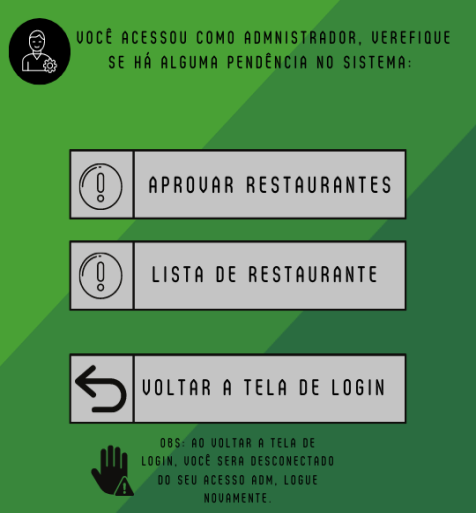 VOCÊ ACESSOU COMO ADMNISTRADOR, VEREFIQUE
SE HÁ ALGUMA PENDÊNCIA NO SISTEMA:
APROVAR RESTAURANTES
LISTA DE RESTAURANTE
VOLTAR A TELA DE LOGIN
OBS: AO VOLTAR A TELA DE
LOGIN, VOCÊ SERA DESCONECTADO
DO SEU ACESSO ADM, LOGUE
NOVAMENTE.